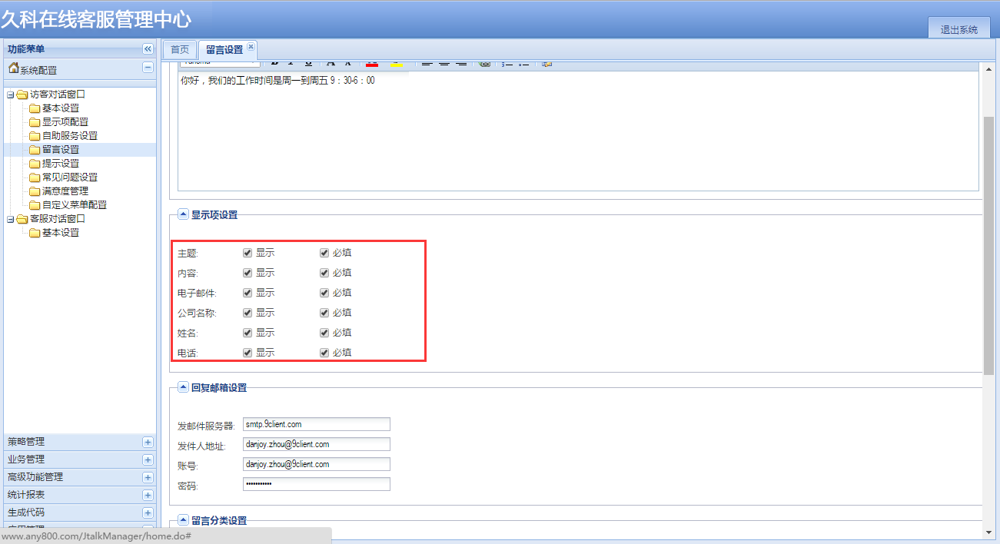 久科在线客服管理中心
退出系统
功能菜单
系统配置
访客对话窗口
基本设置
显示项配置
自助服务设置
留言设置
提示设置
常见问题设置
满意度管理
自定义菜单配置
客服对话窗口
基本设置
策略管理
业务管理
高级功能管理
统计报表
生成代码
www.any800.com/JtalkManager/home.do#
首页 留言设置
你好，我们的工作时间是周一到周五 9：30-6：00
显示项设置
主题: 显示 必填
内容: 显示 必填
电子邮件: 显示 必填
公司名称: 显示 必填
姓名: 显示 必填
电话: 显示 必填
回复邮箱设置
发邮件服务器: smtp.9client.com
发件人地址: danjoy.zhou@9client.com
账号: danjoy.zhou@9client.com
密码: •••••••••••
留言分类设置